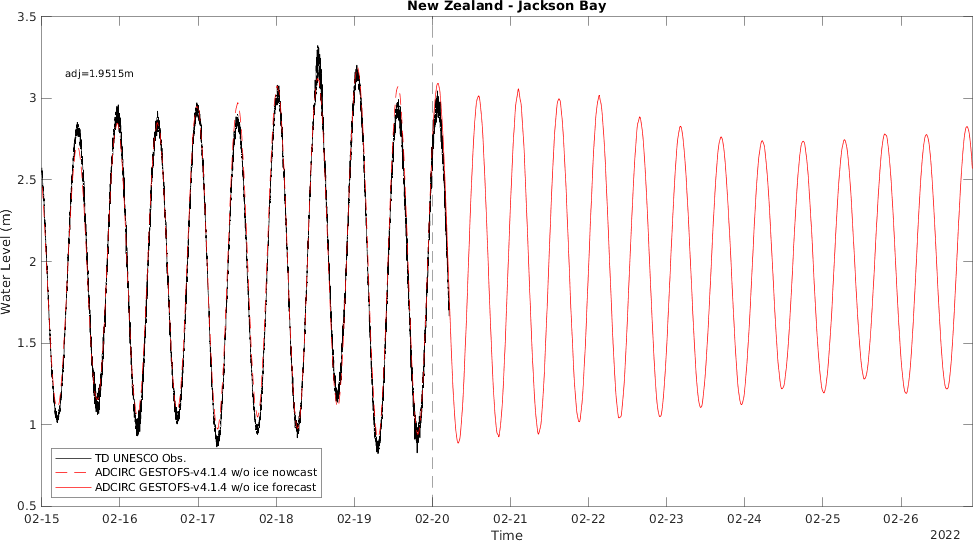 New Zealand - Jackson Bay
3.5
adj=1.9515m
3
2.5
2
1.5
1
0.5
Water Level (m)
TD UNESCO Obs.
ADCIRC GESTOFS-v4.1.4 w/o ice nowcast
ADCIRC GESTOFS-v4.1.4 w/o ice forecast
02-15 02-16 02-17 02-18 02-19 02-20 02-21 02-22 02-23 02-24 02-25 02-26
Time
2022